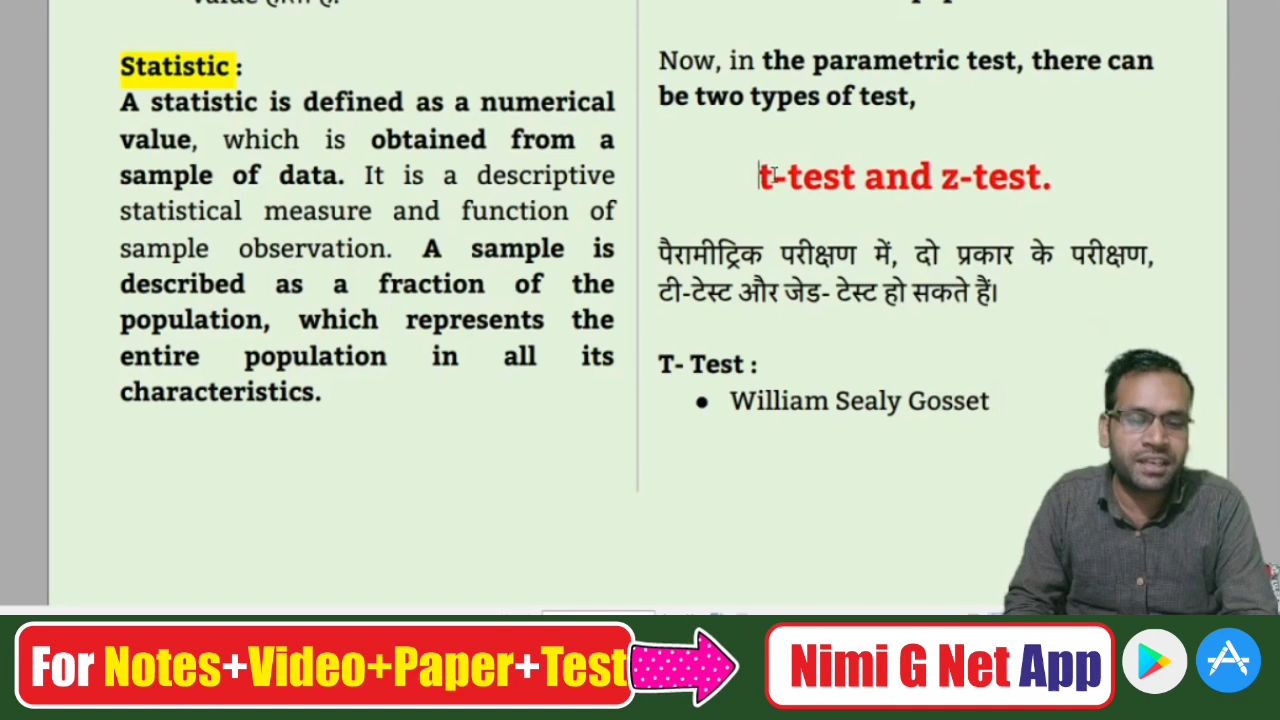 Statistic :
A statistic is defined as a numerical
value, which is obtained from a
sample of data. It is a descriptive
statistical measure and function of
sample observation. A sample is
described as a fraction of the
population, which represents the
entire population in all its
characteristics.
Now, in the parametric test, there can
be two types of test,
t-test and z-test.
पैरामीट्रिक परीक्षण में, दो प्रकार के परीक्षण,
टी-टेस्ट और जेड- टेस्ट हो सकते हैं।
T- Test :
● William Sealy Gosset
For Notes+Video+Paper+Test
Nimi G Net App